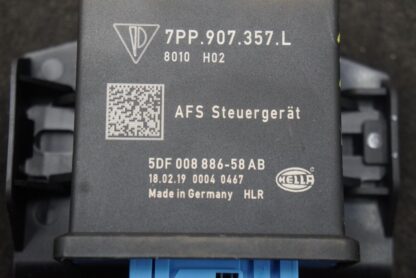 7PP.907.357.L
8010 H02
AFS Steuergerät
5DF 008 886-58 AB
18.02.19 0004 0467
Made in Germany HLR
HELLA